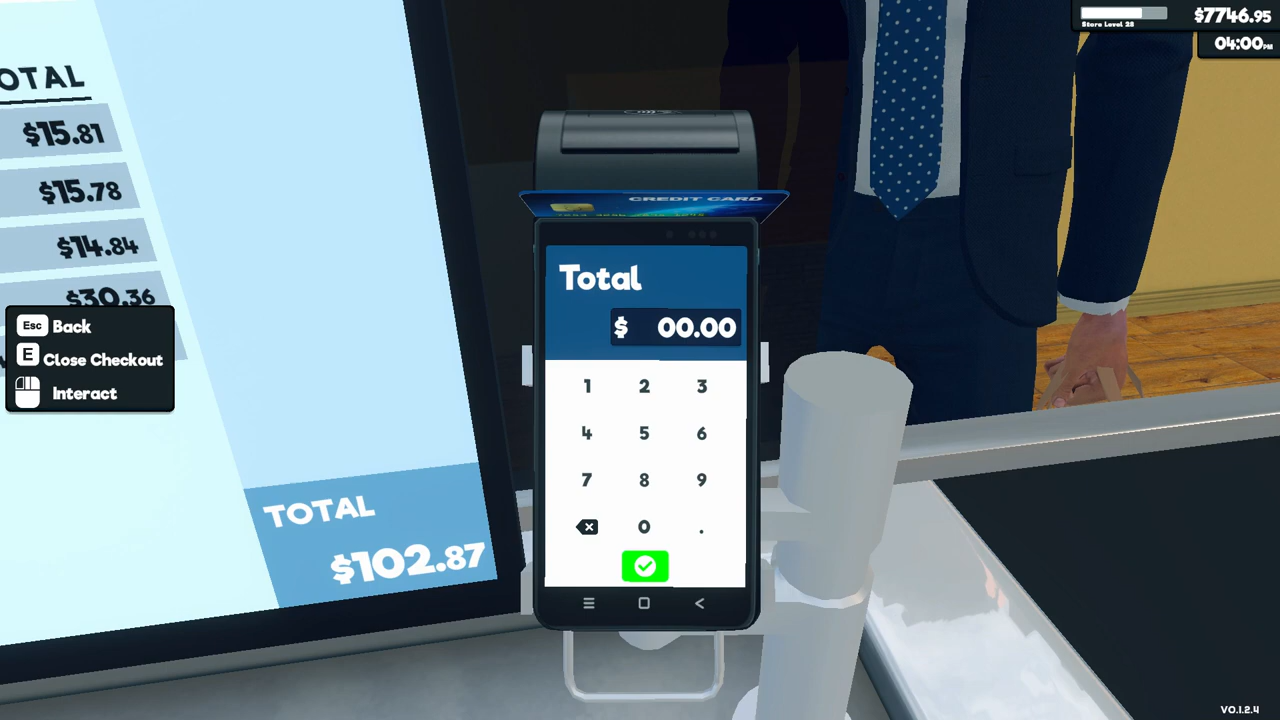 OTAL
$15.81
$15.78
$14.84
$30.36
Esc Back
E Close Checkout
Interact
TOTAL
$102.87
CREDIT CARD
Total
$ 00.00
1 2 3
4 5 6
7 8 9
0 .
$7746.95
Store Level 28
04:00PM
V0.1.2.4